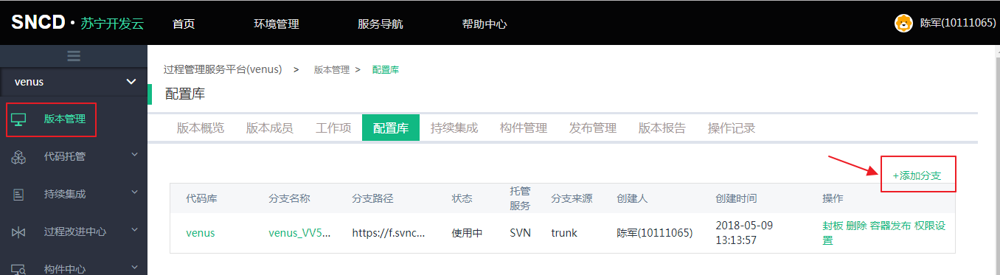 SNCD·苏宁开发云 首页 环境管理 服务导航 帮助中心 陈军(10111065)
venus
版本管理
代码托管
持续集成
过程改进中心
构件中心
过程管理服务平台(venus) > 版本管理 > 配置库
配置库
版本概览 版本成员 工作项 配置库 持续集成 构件管理 发布管理 版本报告 操作记录
+添加分支
代码库 分支名称 分支路径 状态 托管服务 分支来源 创建人 创建时间 操作
venus venus_VV5... https://f.svnc... 使用中 SVN trunk 陈军(10111065) 2018-05-09 13:13:57 封板 删除 容器发布 权限设置